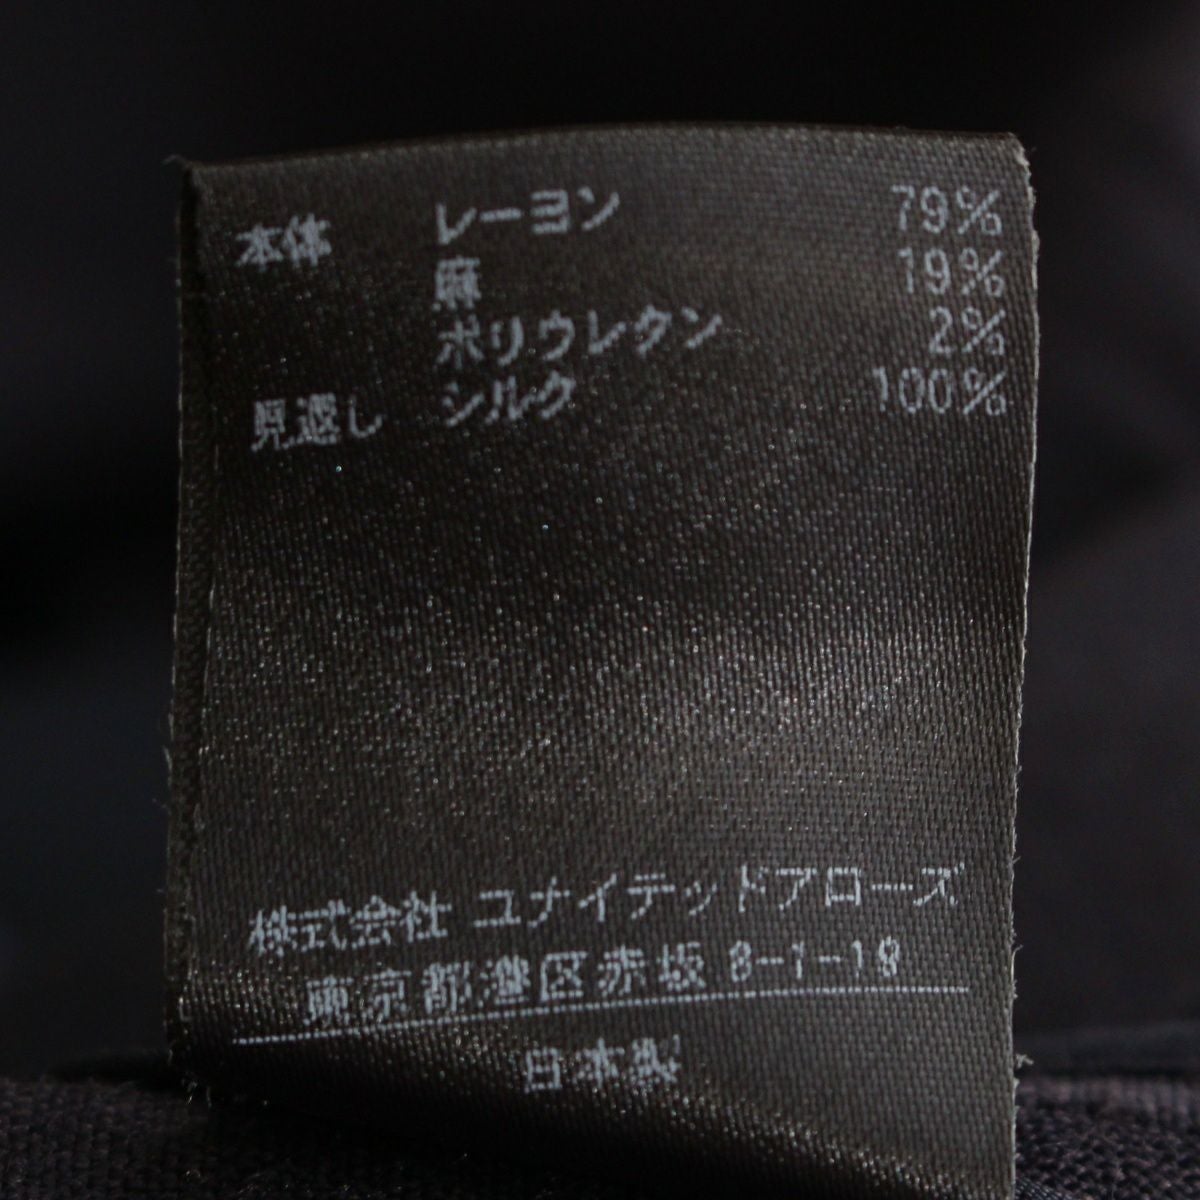 本体 レーヨン 79%
麻 19%
ポリウレタン 2%
見返し シルク 100%
株式会社 ユナイテッドアローズ
東京都港区赤坂 8-1-19
日本製